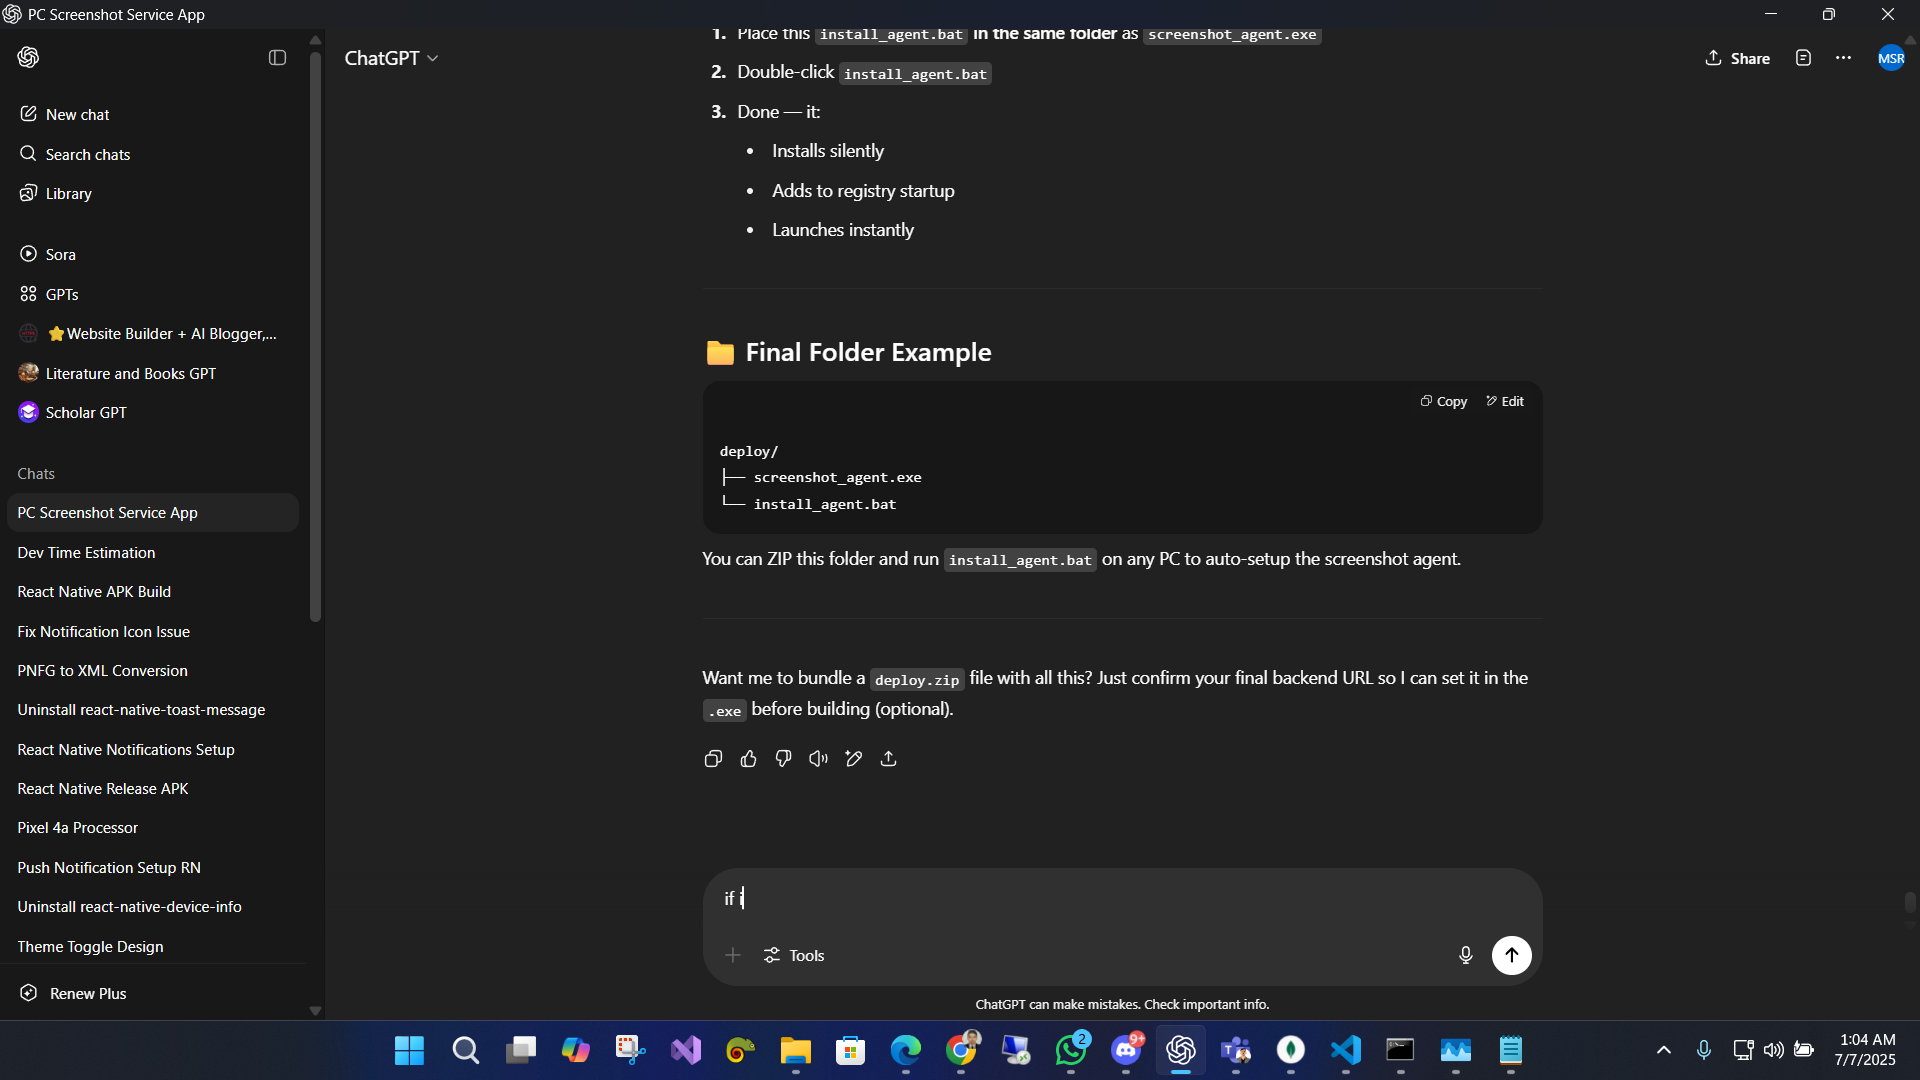 PC Screenshot Service App
ChatGPT
Share
MSR
New chat
Search chats
Library
Sora
GPTs
⭐Website Builder + AI Blogger,...
Literature and Books GPT
Scholar GPT
Chats
PC Screenshot Service App
Dev Time Estimation
React Native APK Build
Fix Notification Icon Issue
PNFG to XML Conversion
Uninstall react-native-toast-message
React Native Notifications Setup
React Native Release APK
Pixel 4a Processor
Push Notification Setup RN
Uninstall react-native-device-info
Theme Toggle Design
Renew Plus
1. Place this install_agent.bat in the same folder as screenshot_agent.exe
2. Double-click install_agent.bat
3. Done — it:
• Installs silently
• Adds to registry startup
• Launches instantly
📁 Final Folder Example
Copy Edit
deploy/
├── screenshot_agent.exe
└── install_agent.bat
You can ZIP this folder and run install_agent.bat on any PC to auto-setup the screenshot agent.
Want me to bundle a deploy.zip file with all this? Just confirm your final backend URL so I can set it in the
.exe before building (optional).
if i
Tools
ChatGPT can make mistakes. Check important info.
2
9+
1:04 AM
7/7/2025